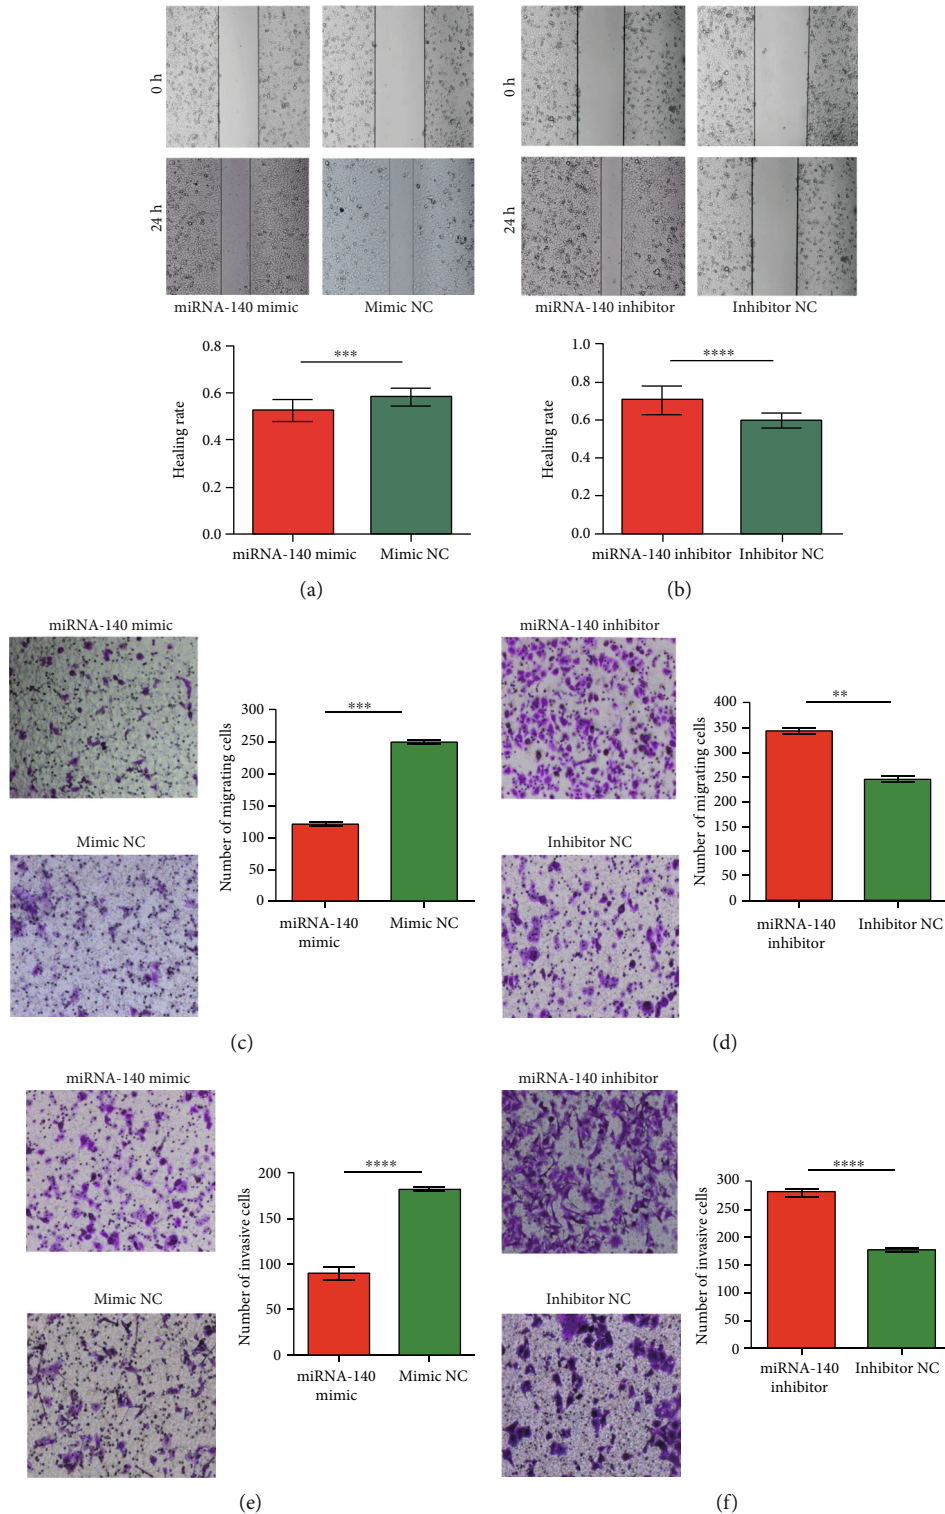 0 h
0 h
24 h
24 h
miRNA-140 mimic
Mimic NC
miRNA-140 inhibitor
Inhibitor NC
Healing rate
0.8
0.6
0.4
0.2
0.0
***
miRNA-140 mimic
Mimic NC
(a)
Healing rate
1.0
0.8
0.6
0.4
0.2
0.0
****
miRNA-140 inhibitor
Inhibitor NC
(b)
miRNA-140 mimic
Mimic NC
Number of migrating cells
300
250
200
150
100
50
0
***
miRNA-140
mimic
Mimic NC
(c)
miRNA-140 inhibitor
Inhibitor NC
Number of migrating cells
400
350
300
250
200
150
100
50
0
**
miRNA-140
inhibitor
Inhibitor NC
(d)
miRNA-140 mimic
Mimic NC
Number of invasive cells
200
150
100
50
0
****
miRNA-140
mimic
Mimic NC
(e)
miRNA-140 inhibitor
Inhibitor NC
Number of invasive cells
300
250
200
150
100
50
0
****
miRNA-140
inhibitor
Inhibitor NC
(f)